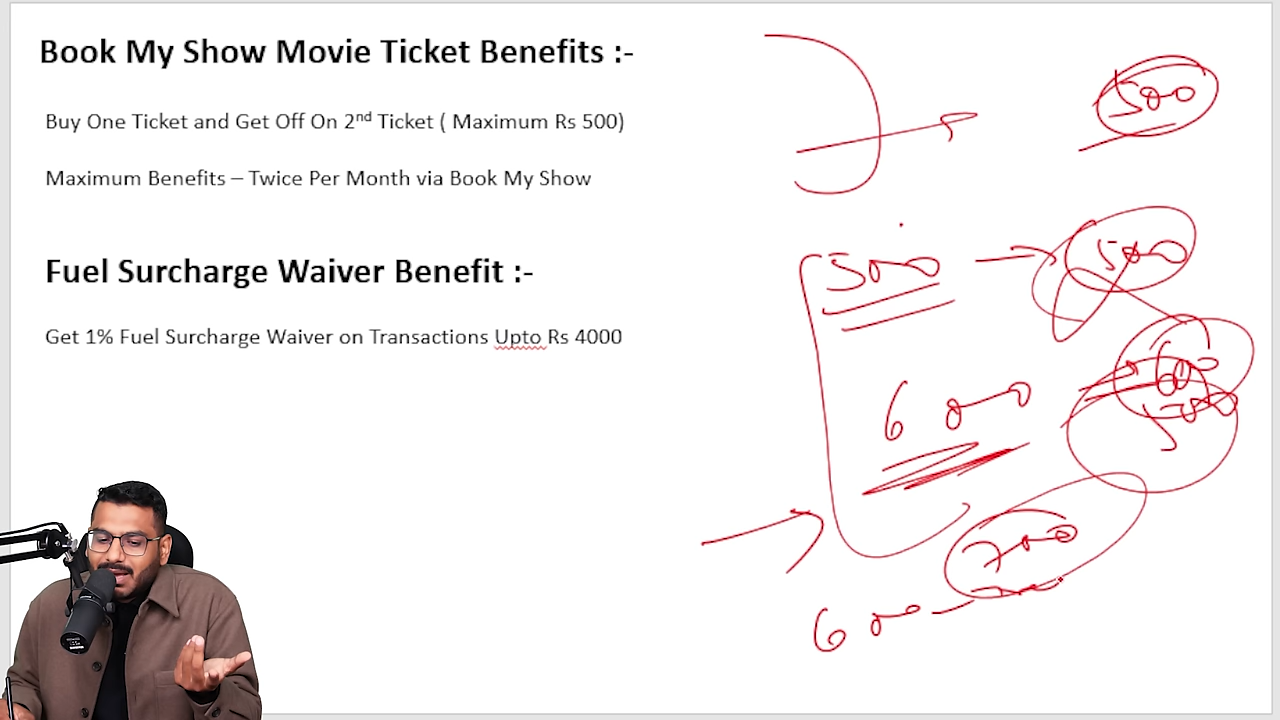 Book My Show Movie Ticket Benefits :-
Buy One Ticket and Get Off On 2nd Ticket ( Maximum Rs 500)
Maximum Benefits – Twice Per Month via Book My Show
Fuel Surcharge Waiver Benefit :-
Get 1% Fuel Surcharge Waiver on Transactions Upto Rs 4000
500
500
500
600
600
500
700
600